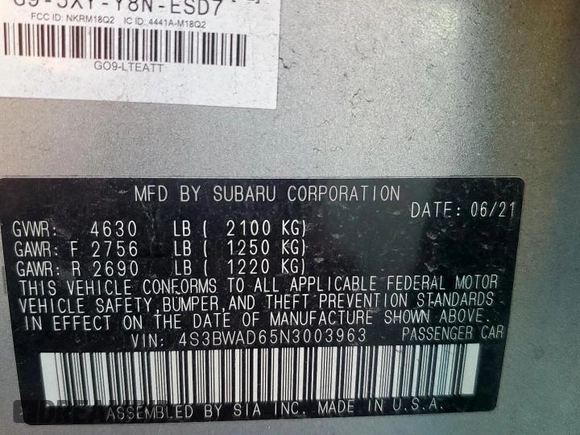 G9-5XY-Y8N-ESD7
FCC ID: NKRM18Q2 IC ID: 4441A-M18Q2
GO9-LTEATT
MFD BY SUBARU CORPORATION
DATE: 06/21
GVWR: 4630 LB ( 2100 KG)
GAWR: F 2756 LB ( 1250 KG)
GAWR: R 2690 LB ( 1220 KG)
THIS VEHICLE CONFORMS TO ALL APPLICABLE FEDERAL MOTOR
VEHICLE SAFETY,BUMPER,AND THEFT PREVENTION STANDARDS
IN EFFECT ON THE DATE OF MANUFACTURE SHOWN ABOVE.
VIN: 4S3BWAD65N3003963 PASSENGER CAR
ASSEMBLED BY SIA INC. MADE IN U.S.A.